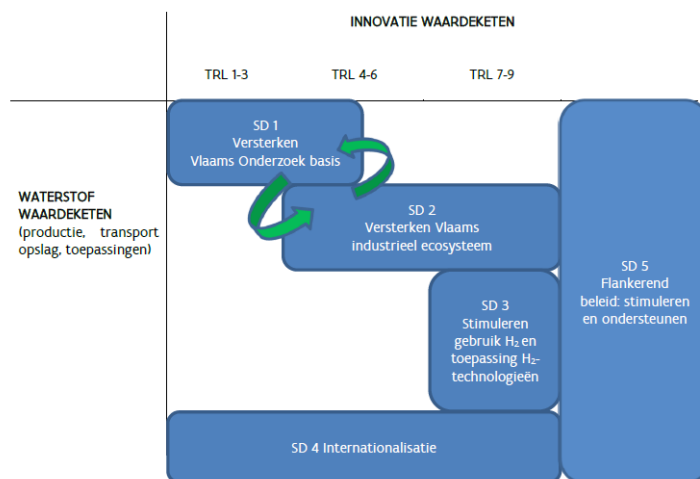 INNOVATIE WAARDEKETEN
TRL 1-3
TRL 4-6
TRL 7-9
WATERSTOF
WAARDEKETEN
(productie, transport
opslag, toepassingen)
SD 1
Versterken
Vlaams Onderzoek basis
SD 2
Versterken Vlaams
industrieel ecosysteem
SD 3
Stimuleren
gebruik H₂ en
toepassing H₂-
technologieën
SD 4 Internationalisatie
SD 5
Flankerend
beleid: stimuleren
en ondersteunen